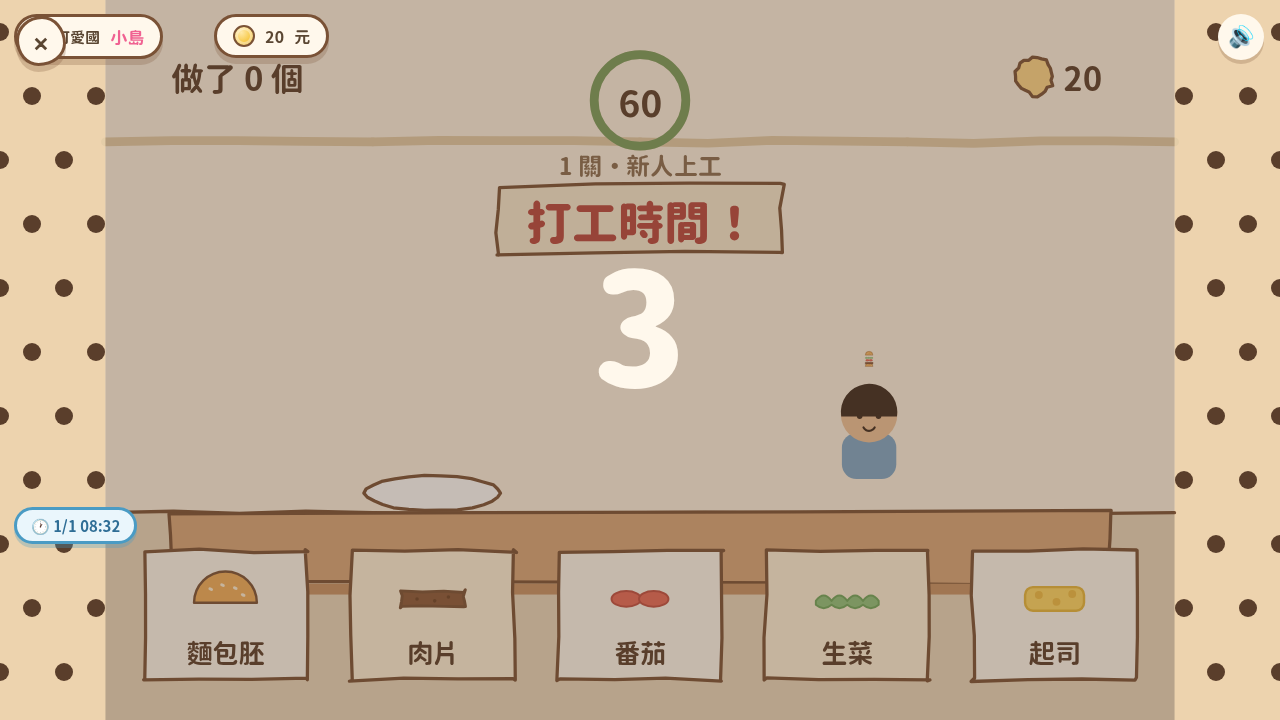 可愛國 小島
20 元
做了 0 個
60
20
1 關・新人上工
打工時間！
3
1/1 08:32
麵包胚
肉片
番茄
生菜
起司